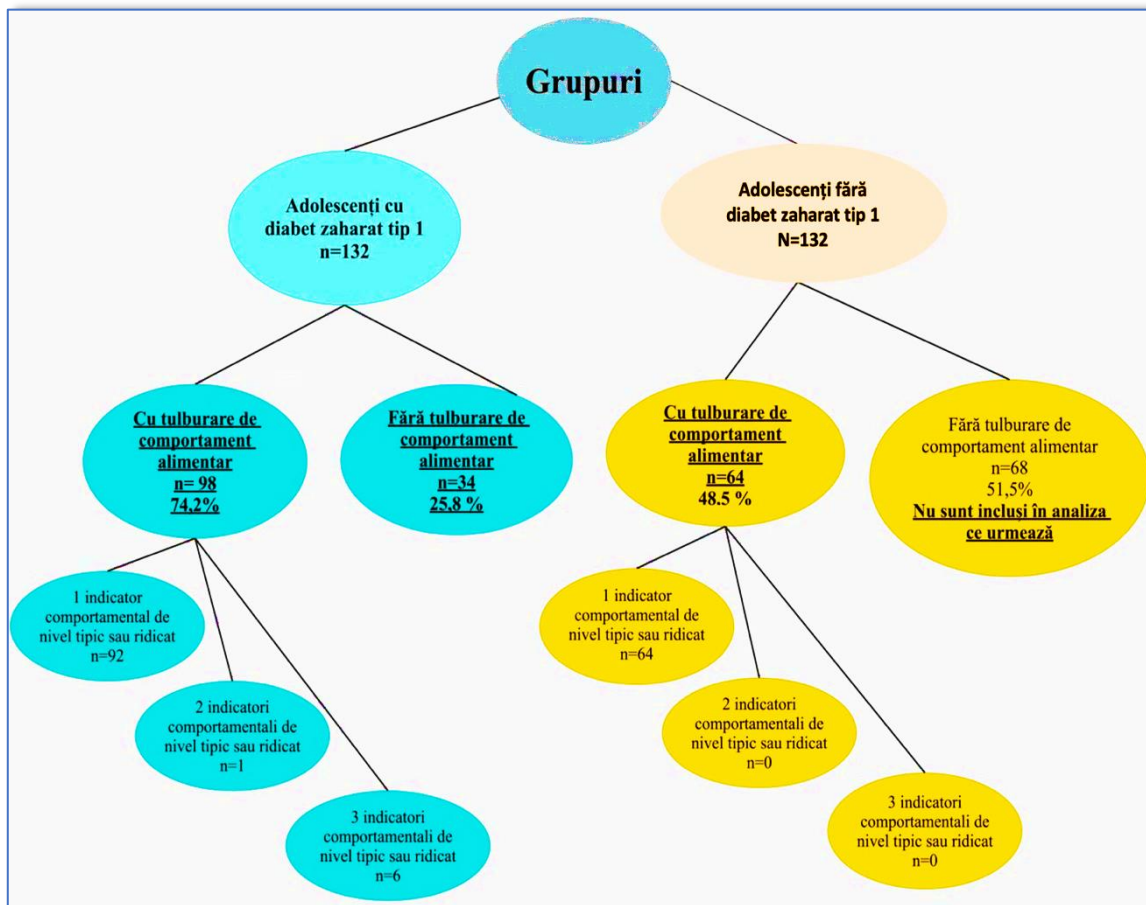 Grupuri
Adolescenți cu
diabet zaharat tip 1
n=132
Adolescenți fără
diabet zaharat tip 1
N=132
Cu tulburare de
comportament
alimentar
n= 98
74,2%
Fără tulburare de
comportament
alimentar
n=34
25,8 %
Cu tulburare de
comportament
alimentar
n=64
48.5 %
Fără tulburare de
comportament alimentar
n=68
51,5%
Nu sunt incluși în analiza
ce urmează
1 indicator
comportamental de
nivel tipic sau ridicat
n=92
2 indicatori
comportamentali de
nivel tipic sau ridicat
n=1
3 indicatori
comportamentali de
nivel tipic sau ridicat
n=6
1 indicator
comportamental de
nivel tipic sau ridicat
n=64
2 indicatori
comportamentali de
nivel tipic sau ridicat
n=0
3 indicatori
comportamentali de
nivel tipic sau ridicat
n=0